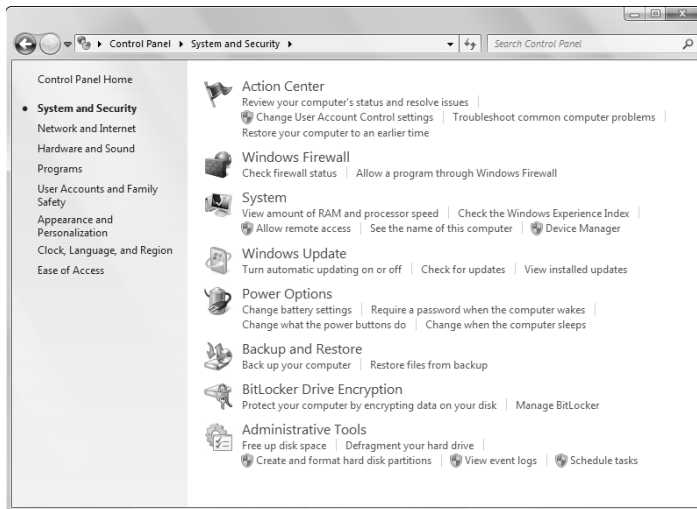 Control Panel ▸ System and Security ▸ Search Control Panel
Control Panel Home
System and Security
Network and Internet
Hardware and Sound
Programs
User Accounts and Family
Safety
Appearance and
Personalization
Clock, Language, and Region
Ease of Access
Action Center
Review your computer's status and resolve issues
Change User Account Control settings | Troubleshoot common computer problems
Restore your computer to an earlier time
Windows Firewall
Check firewall status | Allow a program through Windows Firewall
System
View amount of RAM and processor speed | Check the Windows Experience Index
Allow remote access | See the name of this computer | Device Manager
Windows Update
Turn automatic updating on or off | Check for updates | View installed updates
Power Options
Change battery settings | Require a password when the computer wakes
Change what the power buttons do | Change when the computer sleeps
Backup and Restore
Back up your computer | Restore files from backup
BitLocker Drive Encryption
Protect your computer by encrypting data on your disk | Manage BitLocker
Administrative Tools
Free up disk space | Defragment your hard drive
Create and format hard disk partitions | View event logs | Schedule tasks